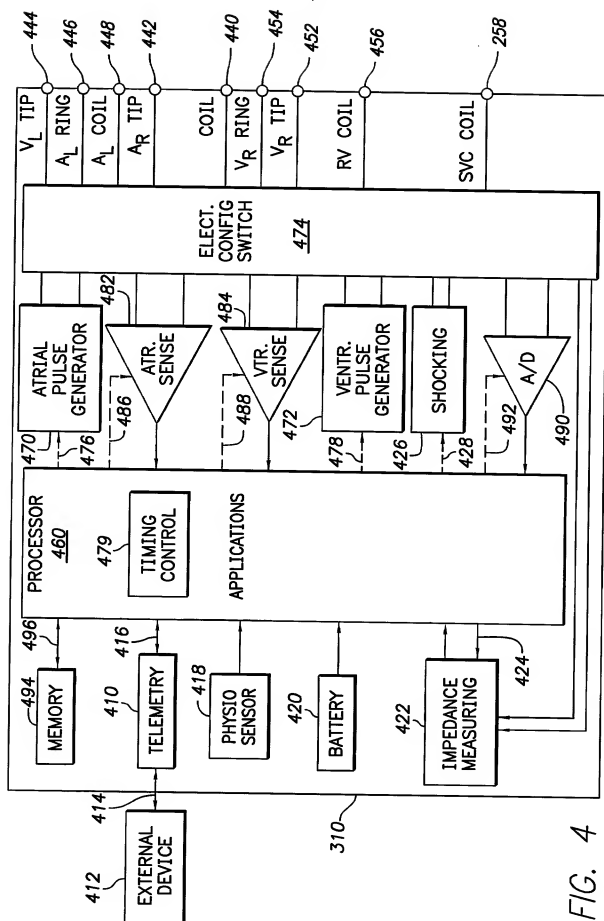 V_L TIP
444
A_L RING
446
A_L COIL
448
A_R TIP
442
COIL
440
V_R RING
454
V_R TIP
452
RV COIL
456
SVC COIL
258
ELECT.
CONFIG
SWITCH
474
ATRIAL
PULSE
GENERATOR
470
476
482
ATR. SENSE
486
484
VTR. SENSE
488
472
VENTR.
PULSE
GENERATOR
478
SHOCKING
426
428
A/D
492
490
PROCESSOR
460
479
TIMING
CONTROL
APPLICATIONS
496
494
MEMORY
416
410
TELEMETRY
418
PHYSIO
SENSOR
420
BATTERY
424
422
IMPEDANCE
MEASURING
414
412
EXTERNAL
DEVICE
310
FIG. 4